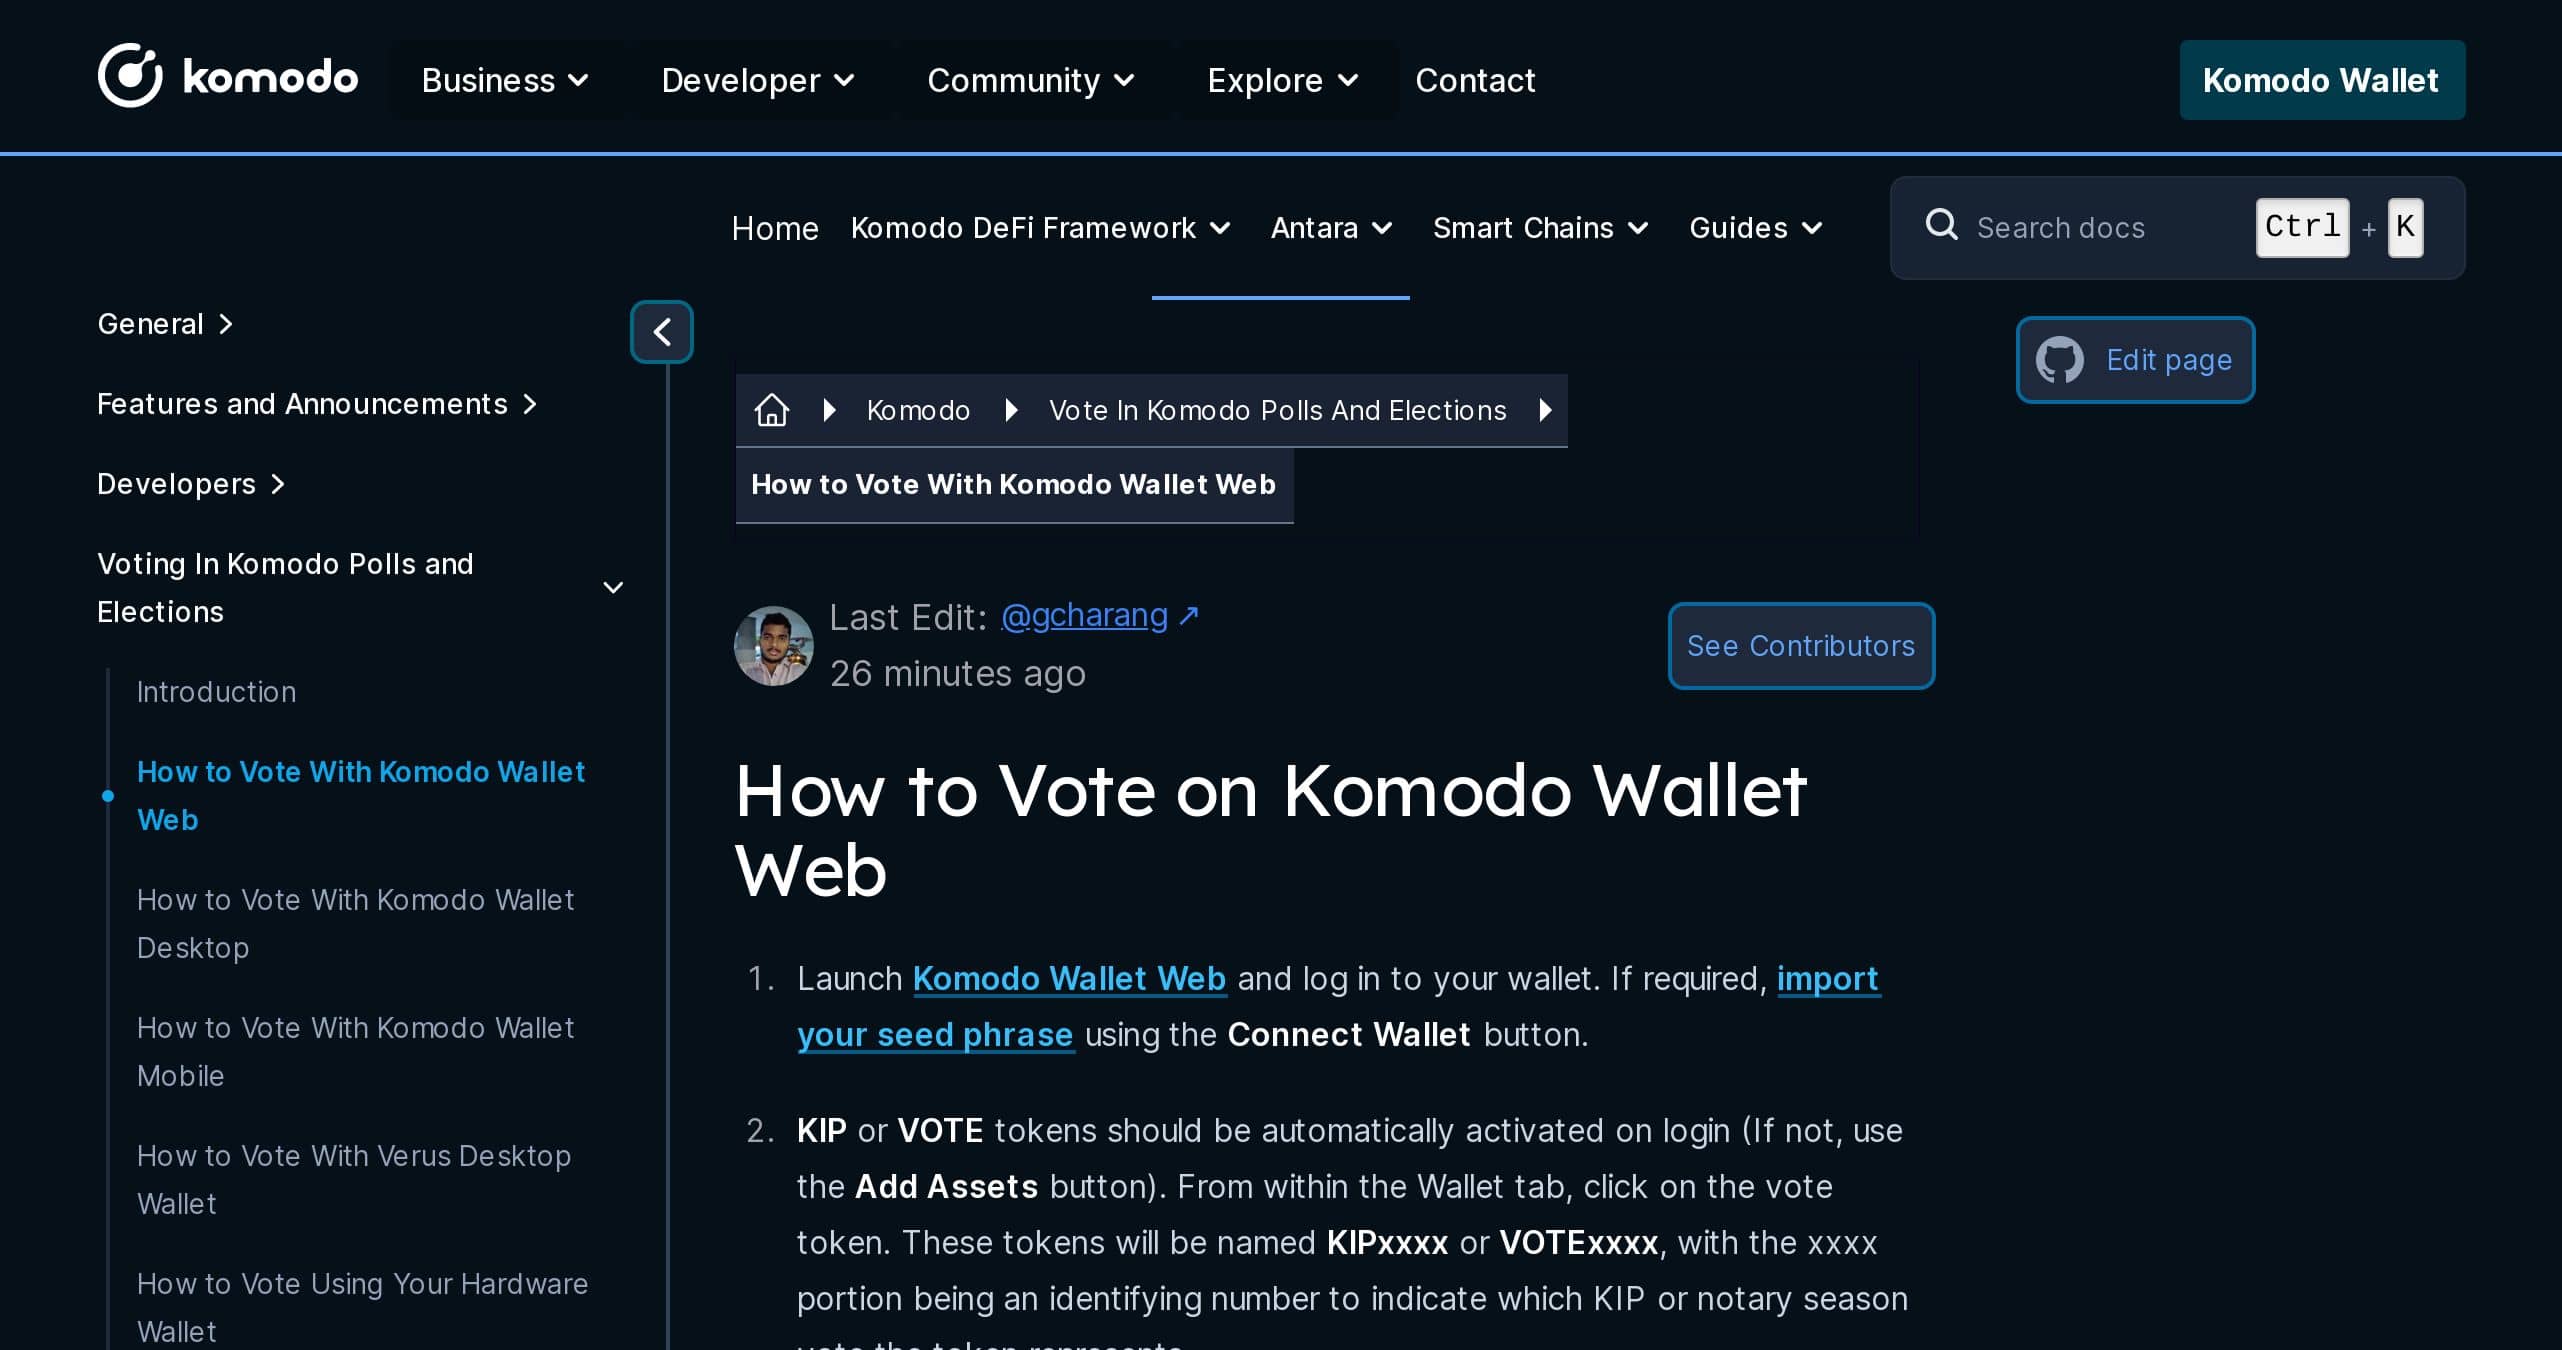 komodo
Business
Developer
Community
Explore
Contact
Komodo Wallet
Home
Komodo DeFi Framework
Antara
Smart Chains
Guides
Search docs
Ctrl + K
General
Features and Announcements
Developers
Voting In Komodo Polls and
Elections
Introduction
How to Vote With Komodo Wallet
Web
How to Vote With Komodo Wallet
Desktop
How to Vote With Komodo Wallet
Mobile
How to Vote With Verus Desktop
Wallet
How to Vote Using Your Hardware
Wallet
Edit page
Komodo
Vote In Komodo Polls And Elections
How to Vote With Komodo Wallet Web
Last Edit: @gcharang ↗
26 minutes ago
See Contributors
How to Vote on Komodo Wallet
Web
1. Launch Komodo Wallet Web and log in to your wallet. If required, import
your seed phrase using the Connect Wallet button.
2. KIP or VOTE tokens should be automatically activated on login (If not, use
the Add Assets button). From within the Wallet tab, click on the vote
token. These tokens will be named KIPxxxx or VOTExxxx, with the xxxx
portion being an identifying number to indicate which KIP or notary season